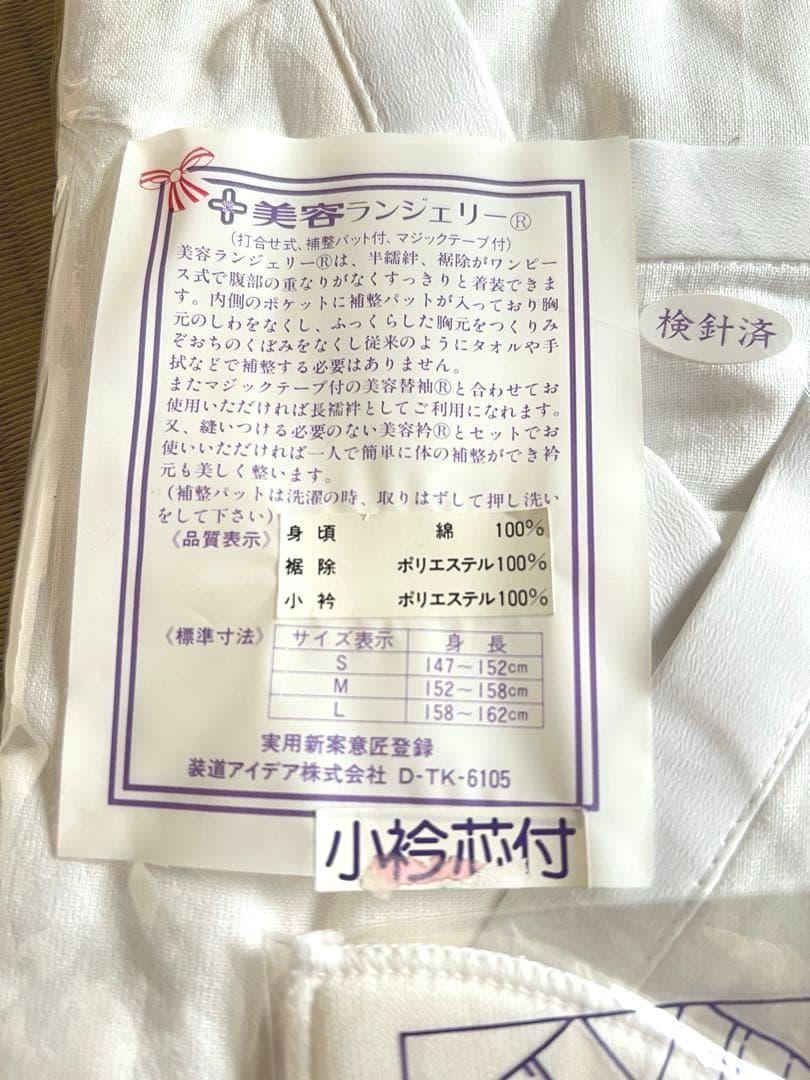 美容ランジェリー®
(打合せ式、補整パット付、マジックテープ付)
美容ランジェリー®は、半繻絆、裾除がワンピー
ス式で腹部の重なりがなくすっきりと着装できま
す。内側のポケットに補整パットが入っており胸
元のしわをなくし、ふっくらした胸元をつくりみ
ぞおちのくぼみをなくし従来のようにタオルや手
拭などで補整する必要はありません。
またマジックテープ付の美容替袖®と合わせてお
使用いただければ長襦袢としてご利用になれます。
又、縫いつける必要のない美容衿®とセットでお
使いいただければ一人で簡単に体の補整ができ衿
元も美しく整います。
(補整パットは洗濯の時、取りはずして押し洗い
をして下さい)
《品質表示》 身頃 綿 100%
裾除 ポリエステル100%
小衿 ポリエステル100%
《標準寸法》 サイズ表示 身長
S 147～152cm
M 152～158cm
L 158～162cm
実用新案意匠登録
装道アイデア株式会社 D-TK-6105
小衿芯付
検針済